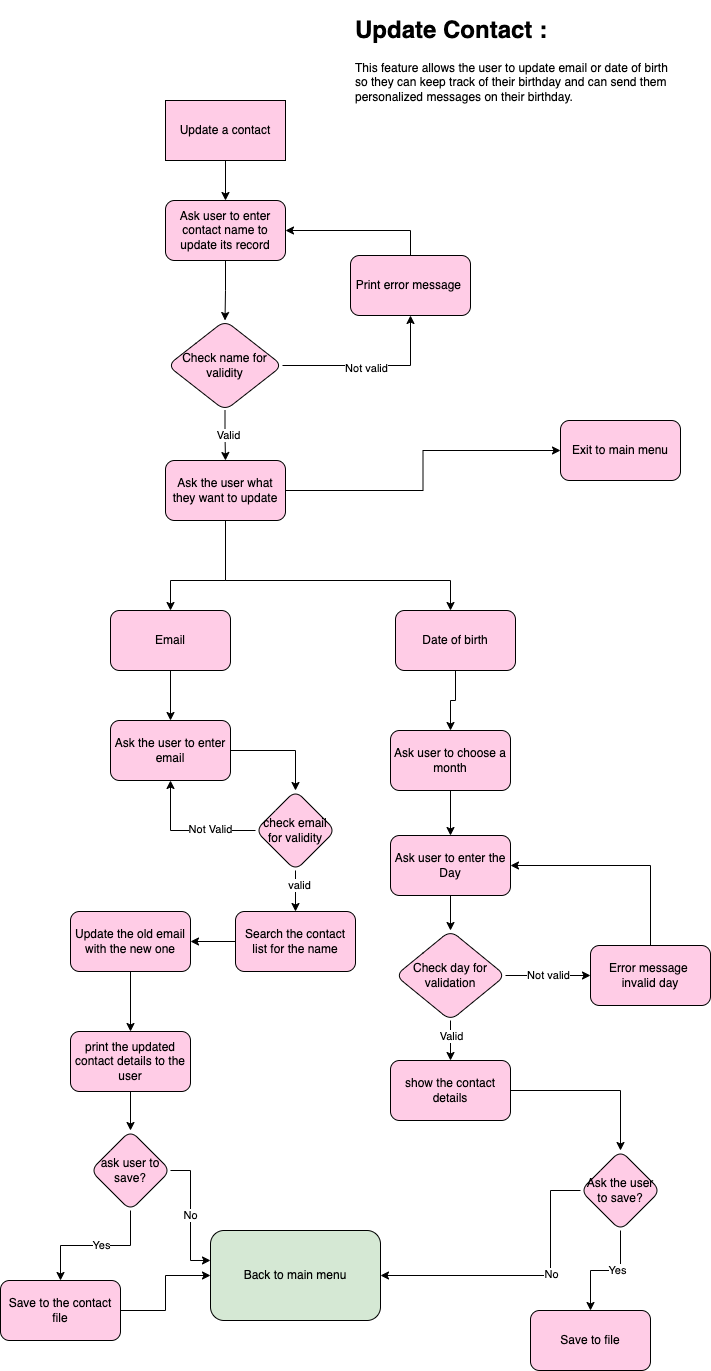 Update Contact :
This feature allows the user to update email or date of birth
so they can keep track of their birthday and can send them
personalized messages on their birthday.
Update a contact
Ask user to enter
contact name to
update its record
Print error message
Check name for
validity
Not valid
Valid
Exit to main menu
Ask the user what
they want to update
Email
Date of birth
Ask the user to enter
email
Ask user to choose a
month
Not Valid
check email
for validity
valid
Ask user to enter the
Day
Update the old email
with the new one
Search the contact
list for the name
Check day for
validation
Not valid
Error message
invalid day
Valid
print the updated
contact details to the
user
show the contact
details
ask user to
save?
Ask the user
to save?
No
Yes
Back to main menu
No
Yes
Save to the contact
file
Save to file